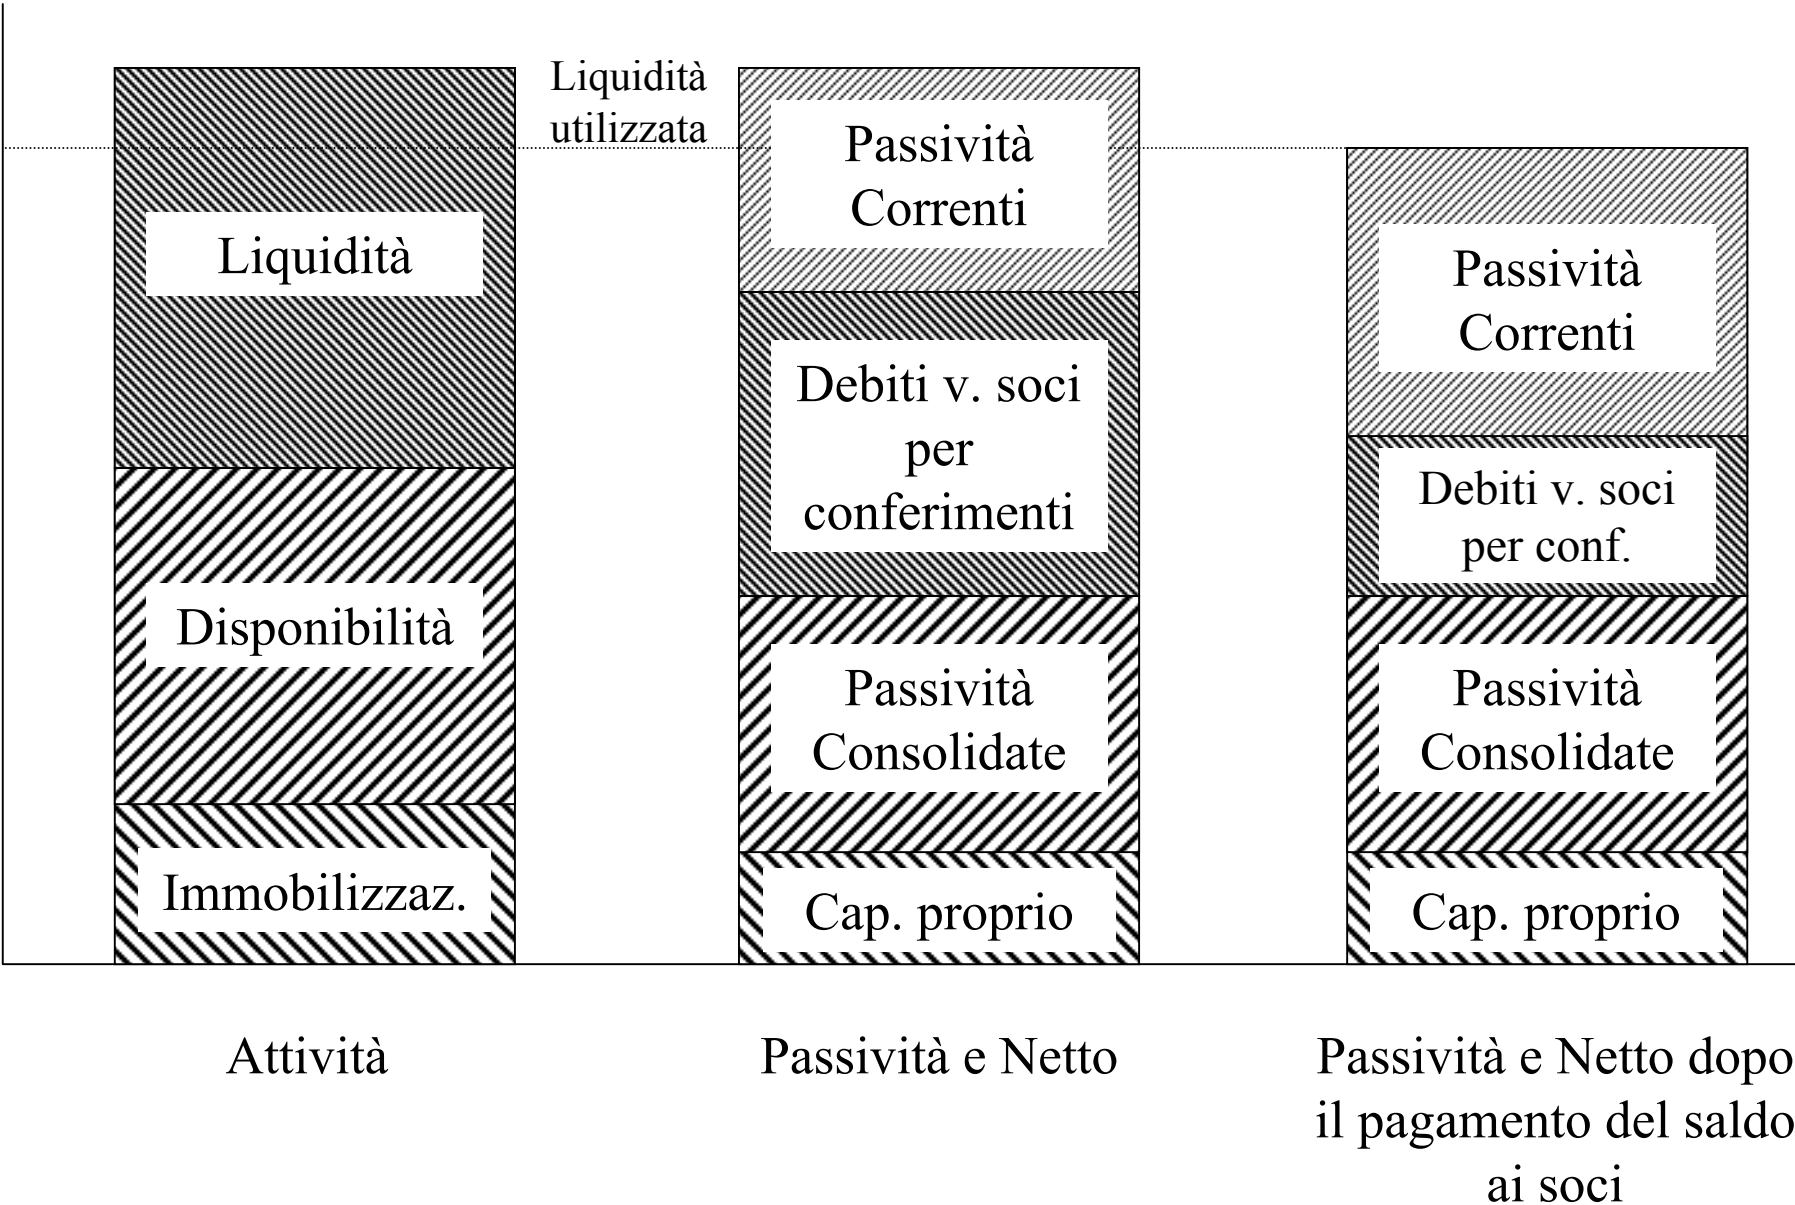 Liquidità
utilizzata
Liquidità
Disponibilità
Immobilizzaz.
Passività
Correnti
Debiti v. soci
per
conferimenti
Passività
Consolidate
Cap. proprio
Passività
Correnti
Debiti v. soci
per conf.
Passività
Consolidate
Cap. proprio
Attività
Passività e Netto
Passività e Netto dopo
il pagamento del saldo
ai soci